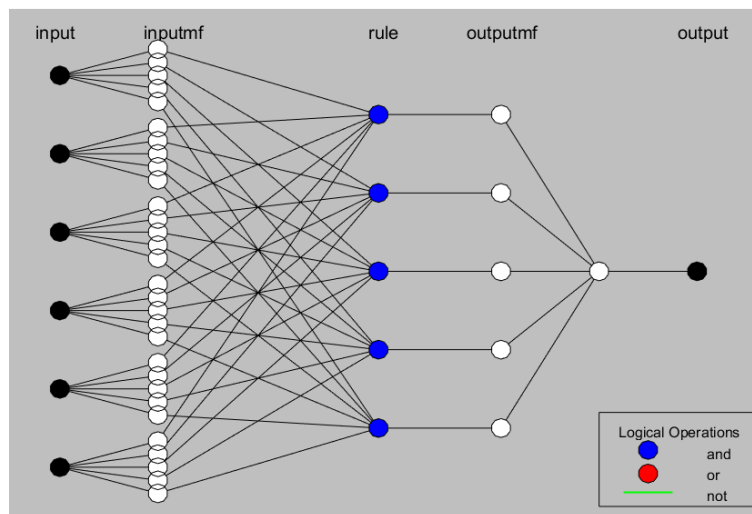 input inputmf rule outputmf output
Logical Operations
and
or
not